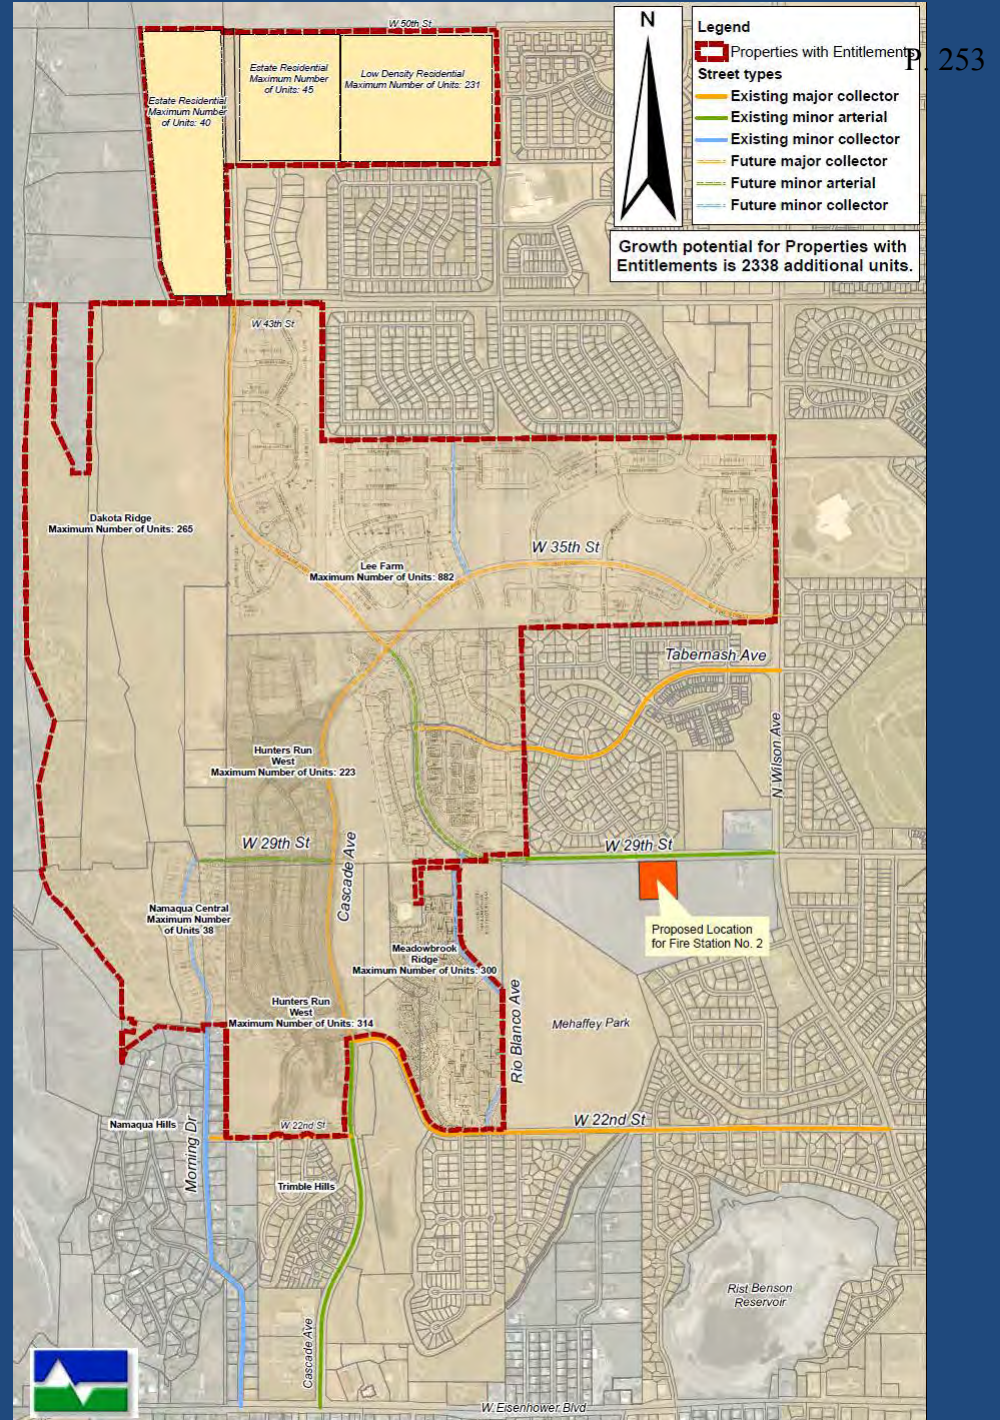 W 50th St
N
Legend
Properties with Entitlements
P. 253
Street types
Existing major collector
Existing minor arterial
Existing minor collector
Future major collector
Future minor arterial
Future minor collector
Growth potential for Properties with
Entitlements is 2338 additional units.
Estate Residential
Maximum Number
of Units: 40
Estate Residential
Maximum Number
of Units: 45
Low Density Residential
Maximum Number of Units: 231
W 43th St
Dakota Ridge
Maximum Number of Units: 265
Lee Farm
Maximum Number of Units: 882
W 35th St
Tabernash Ave
N Wilson Ave
Hunters Run
West
Maximum Number of Units: 223
W 29th St
Cascade Ave
W 29th St
Namaqua Central
Maximum Number
of Units 38
Proposed Location
for Fire Station No. 2
Meadowbrook
Ridge
Maximum Number of Units: 300
Hunters Run
West
Maximum Number of Units: 314
Rio Blanco Ave
Mehaffey Park
Namaqua Hills
Morning Dr
W 22nd St
W 22nd St
Trimble Hills
Rist Benson
Reservoir
Cascade Ave
W. Eisenhower Blvd